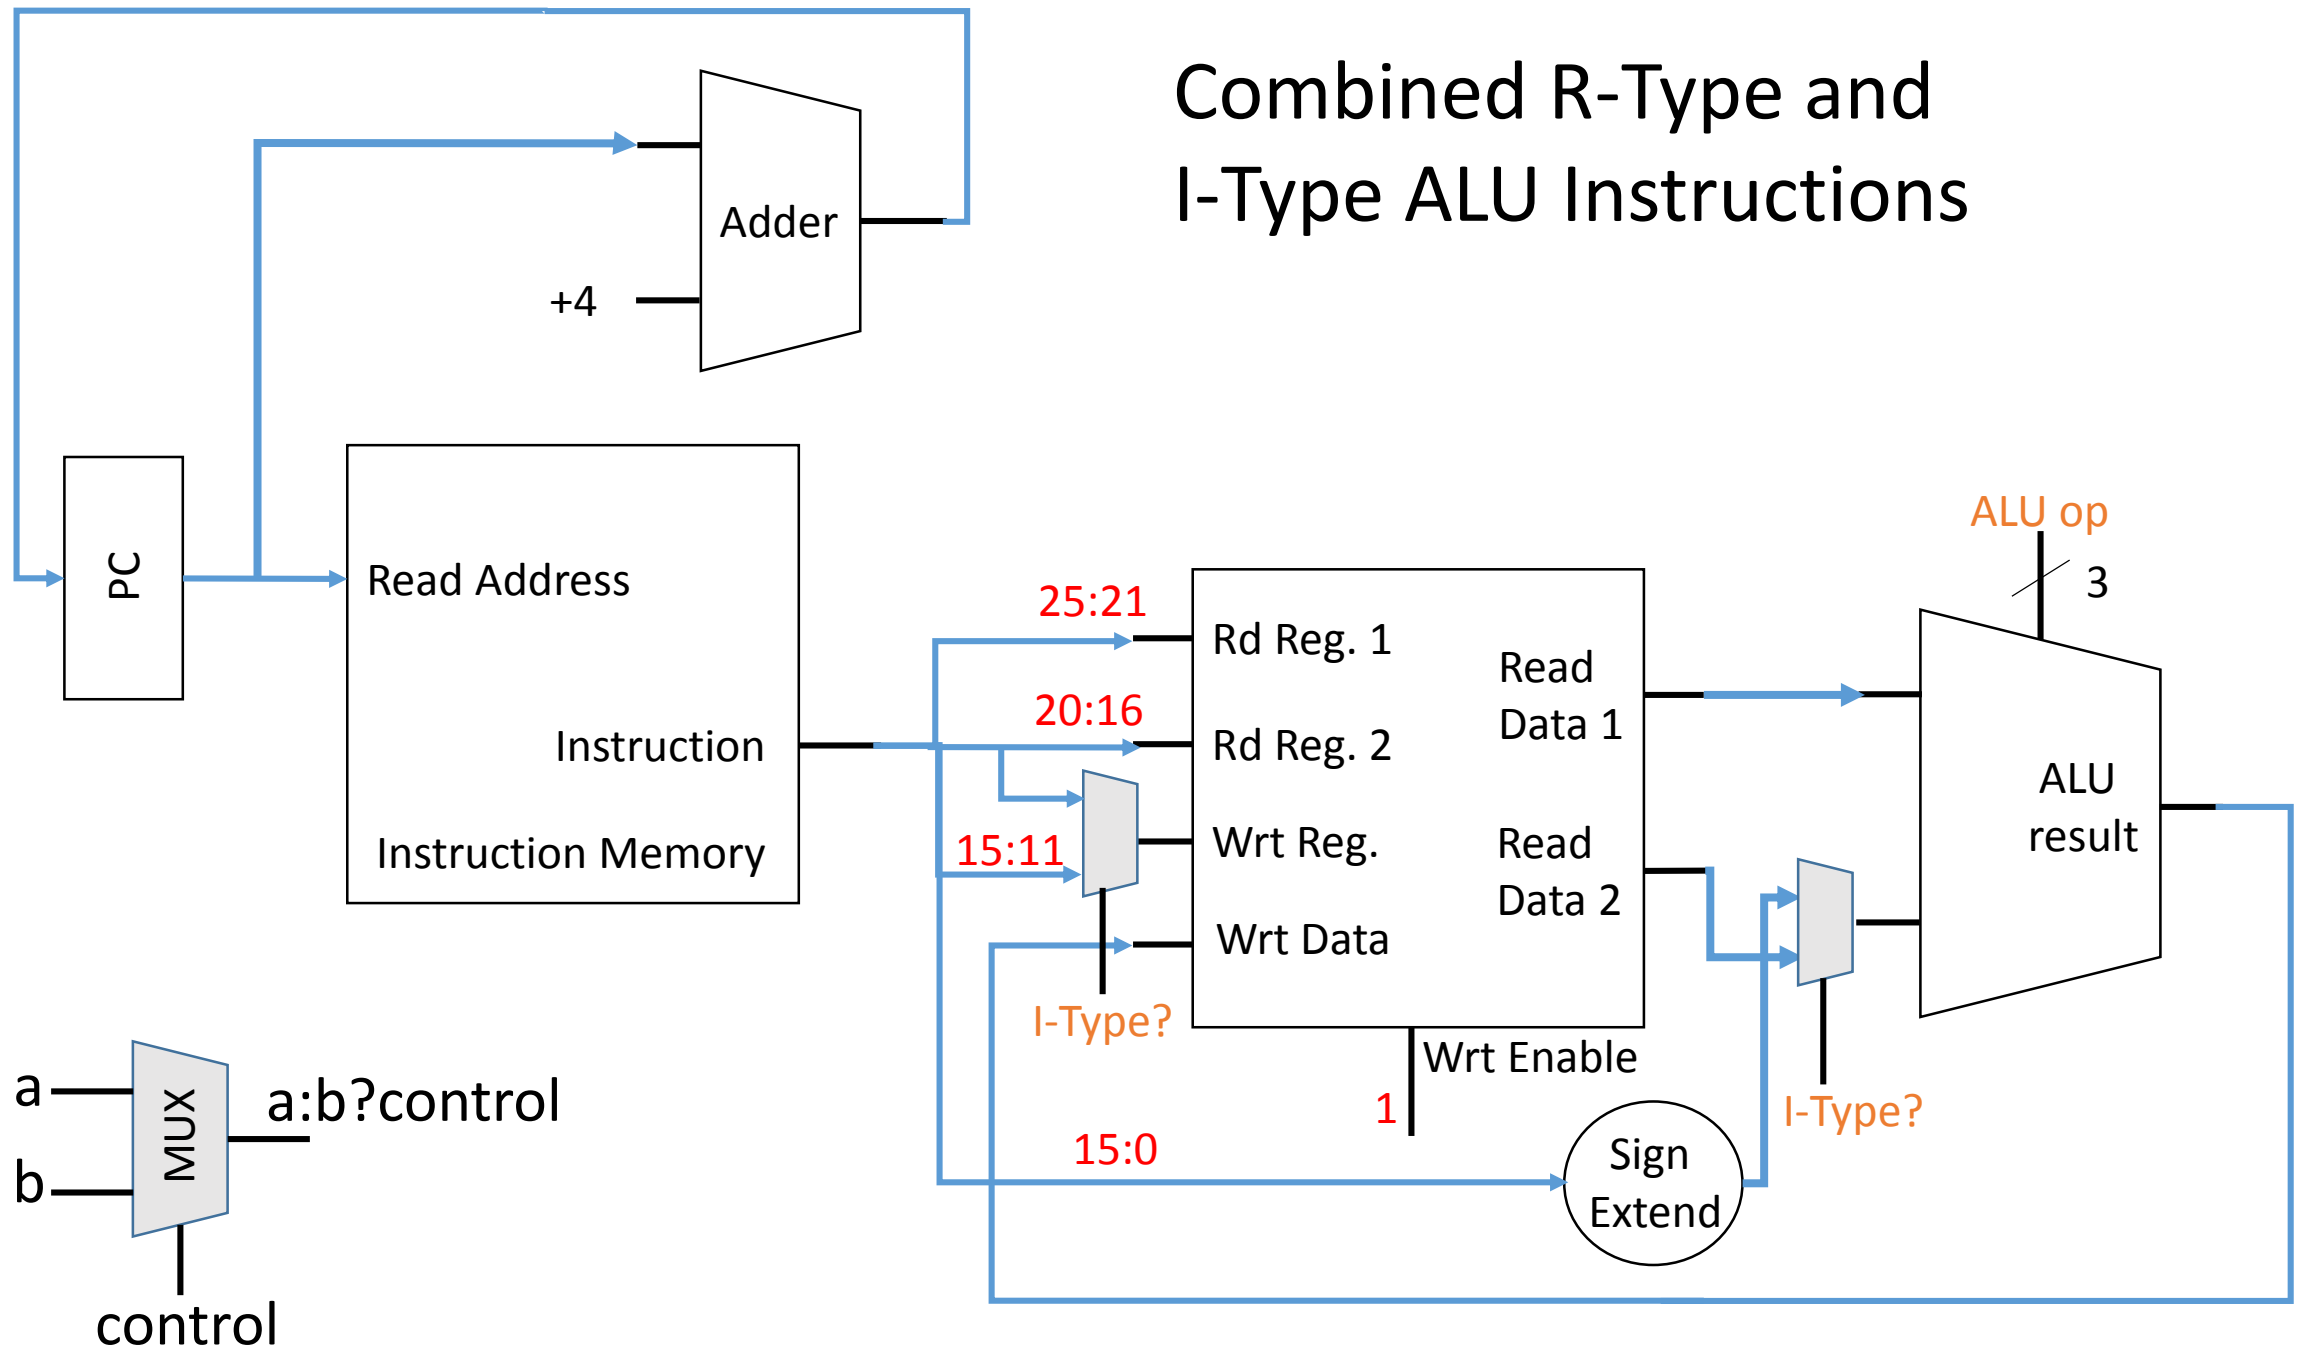 Combined R-Type and
I-Type ALU Instructions
Adder
+4
PC
Read Address
Instruction
Instruction Memory
25:21
20:16
15:11
Rd Reg. 1
Rd Reg. 2
Wrt Reg.
Wrt Data
Read
Data 1
Read
Data 2
ALU op
3
ALU
result
I-Type?
Wrt Enable
1
I-Type?
15:0
Sign
Extend
a
b
MUX
a:b?control
control